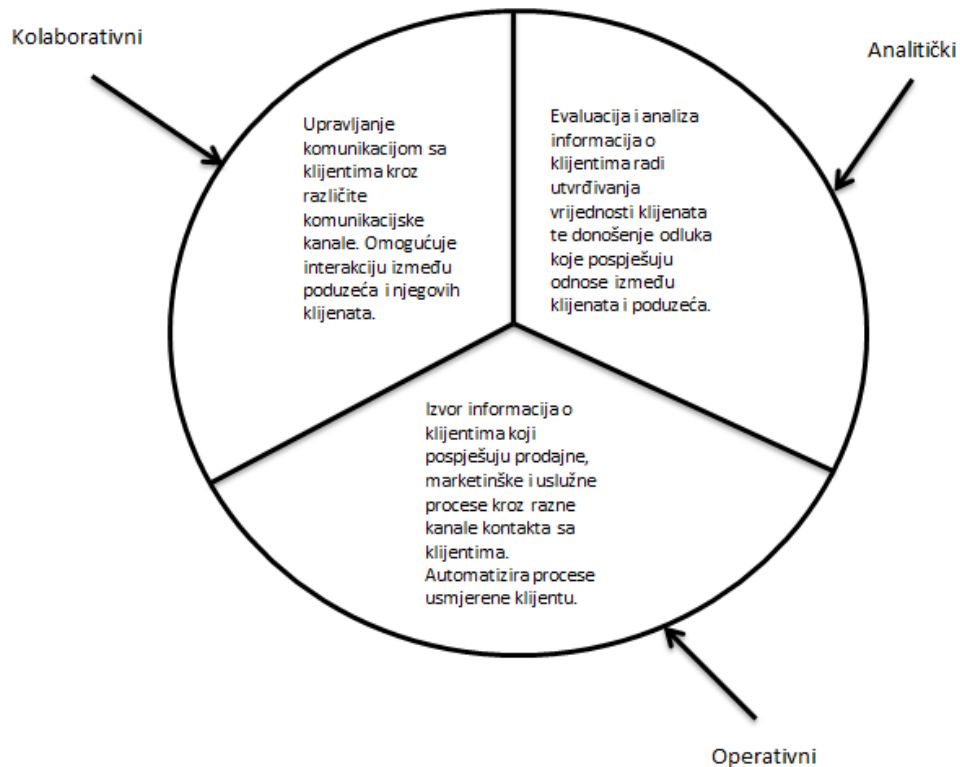 Kolaborativni
Analitički
Upravljanje
komunikacijom sa
klijentima kroz
različite
komunikacijske
kanale. Omogućuje
interakciju između
poduzeća i njegovih
klijenata.
Evaluacija i analiza
informacija o
klijentima radi
utvrđivanja
vrijednosti klijenata
te donošenje odluka
koje pospješuju
odnose između
klijenata i poduzeća.
Izvor informacija o
klijentima koji
pospješuju prodajne,
marketinške i uslužne
procese kroz razne
kanale kontakta sa
klijentima.
Automatizira procese
usmjerene klijentu.
Operativni